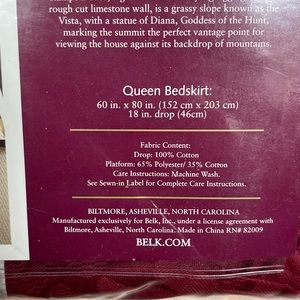 rough cut limestone wall, is a grassy slope known as the
Vista, with a statue of Diana, Goddess of the Hunt,
marking the summit the perfect vantage point for
viewing the house against its backdrop of mountains.
Queen Bedskirt:
60 in. x 80 in. (152 cm x 203 cm)
18 in. drop (46cm)
Fabric Content:
Drop: 100% Cotton
Platform: 65% Polyester/ 35% Cotton
Care Instructions: Machine Wash.
See Sewn-in Label for Complete Care Instructions.
BILTMORE, ASHEVILLE, NORTH CAROLINA
Manufactured exclusively for Belk, Inc., under a license agreement with
Biltmore, Asheville, North Carolina. Made in China RN# 82009
BELK.COM